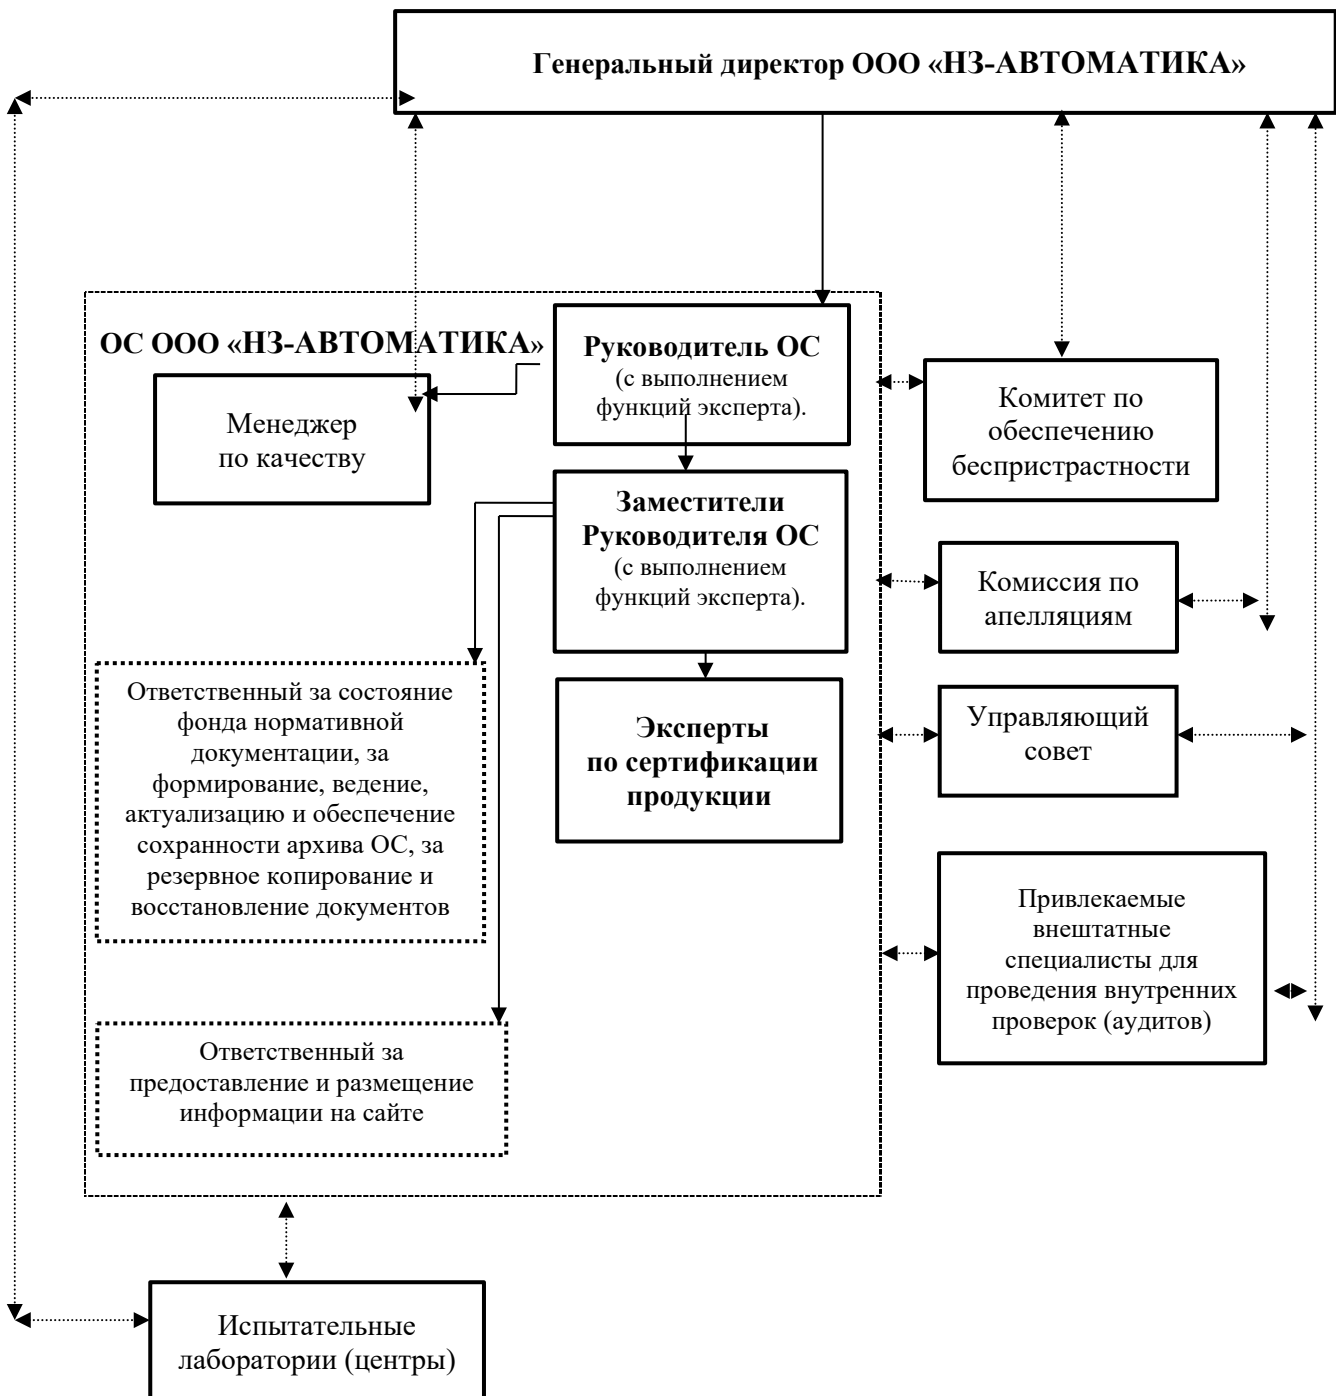 Генеральный директор ООО «НЗ-АВТОМАТИКА»
ОС ООО «НЗ-АВТОМАТИКА»
Руководитель ОС
(с выполнением
функций эксперта).
Менеджер
по качеству
Комитет по
обеспечению
беспристрастности
Заместители
Руководителя ОС
(с выполнением
функций эксперта).
Комиссия по
апелляциям
Ответственный за состояние
фонда нормативной
документации, за
формирование, ведение,
актуализацию и обеспечение
сохранности архива ОС, за
резервное копирование и
восстановление документов
Эксперты
по сертификации
продукции
Управляющий
совет
Привлекаемые
внештатные
специалисты для
проведения внутренних
проверок (аудитов)
Ответственный за
предоставление и размещение
информации на сайте
Испытательные
лаборатории (центры)